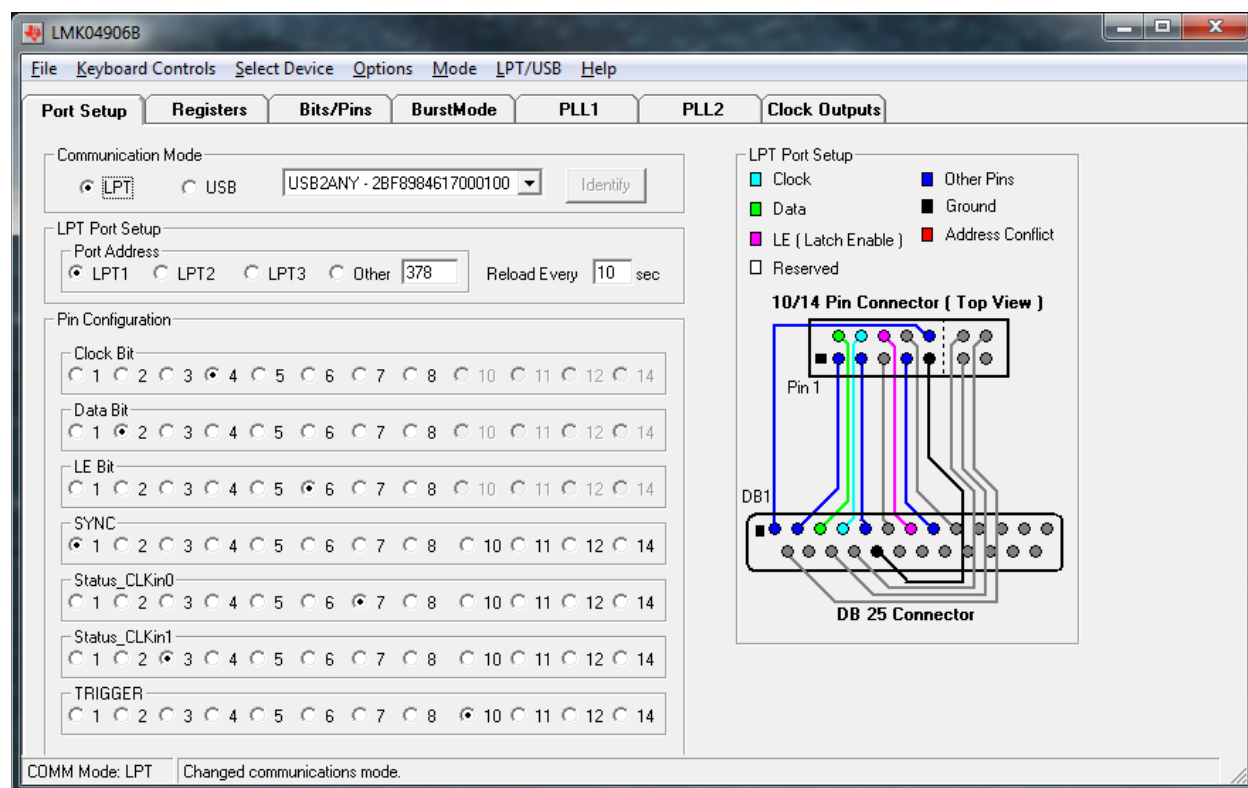 LMK04906B
File Keyboard Controls Select Device Options Mode LPT/USB Help
Port Setup Registers Bits/Pins BurstMode PLL1 PLL2 Clock Outputs
Communication Mode
LPT USB USB2ANY - 2BF8984617000100 Identify
LPT Port Setup
Port Address
LPT1 LPT2 LPT3 Other 378 Reload Every 10 sec
Pin Configuration
Clock Bit
1 2 3 4 5 6 7 8 10 11 12 14
Data Bit
1 2 3 4 5 6 7 8 10 11 12 14
LE Bit
1 2 3 4 5 6 7 8 10 11 12 14
SYNC
1 2 3 4 5 6 7 8 10 11 12 14
Status_CLKin0
1 2 3 4 5 6 7 8 10 11 12 14
Status_CLKin1
1 2 3 4 5 6 7 8 10 11 12 14
TRIGGER
1 2 3 4 5 6 7 8 10 11 12 14
LPT Port Setup
Clock Other Pins
Data Ground
LE ( Latch Enable ) Address Conflict
Reserved
10/14 Pin Connector ( Top View )
Pin 1
DB1
DB 25 Connector
COMM Mode: LPT Changed communications mode.